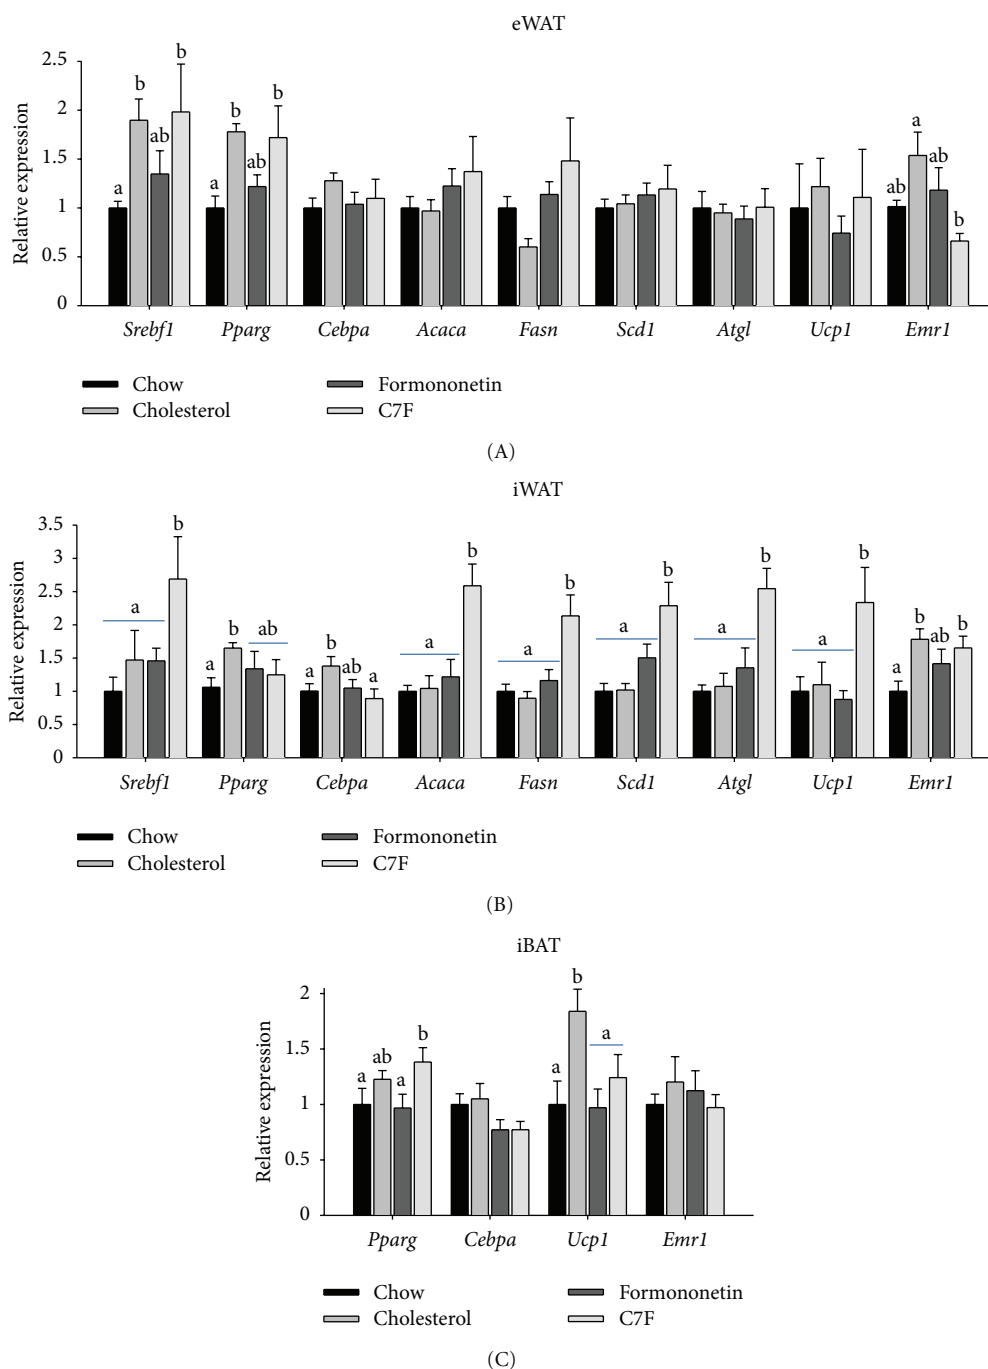 eWAT
Relative expression
2.5
2
1.5
1
0.5
0
a b ab b
a b ab b
ab a ab b
Srebf1 Pparg Cebpa Acaca Fasn Scd1 Atgl Ucp1 Emr1
Chow Formononetin
Cholesterol C7F
(A)
iWAT
Relative expression
3.5
3
2.5
2
1.5
1
0.5
0
a b
a b ab
a b ab a
a b
a b
a b
a b
a b
a b ab b
Srebf1 Pparg Cebpa Acaca Fasn Scd1 Atgl Ucp1 Emr1
Chow Formononetin
Cholesterol C7F
(B)
iBAT
Relative expression
2
1.5
1
0.5
0
a ab a b
a b a
Pparg Cebpa Ucp1 Emr1
Chow Formononetin
Cholesterol C7F
(C)